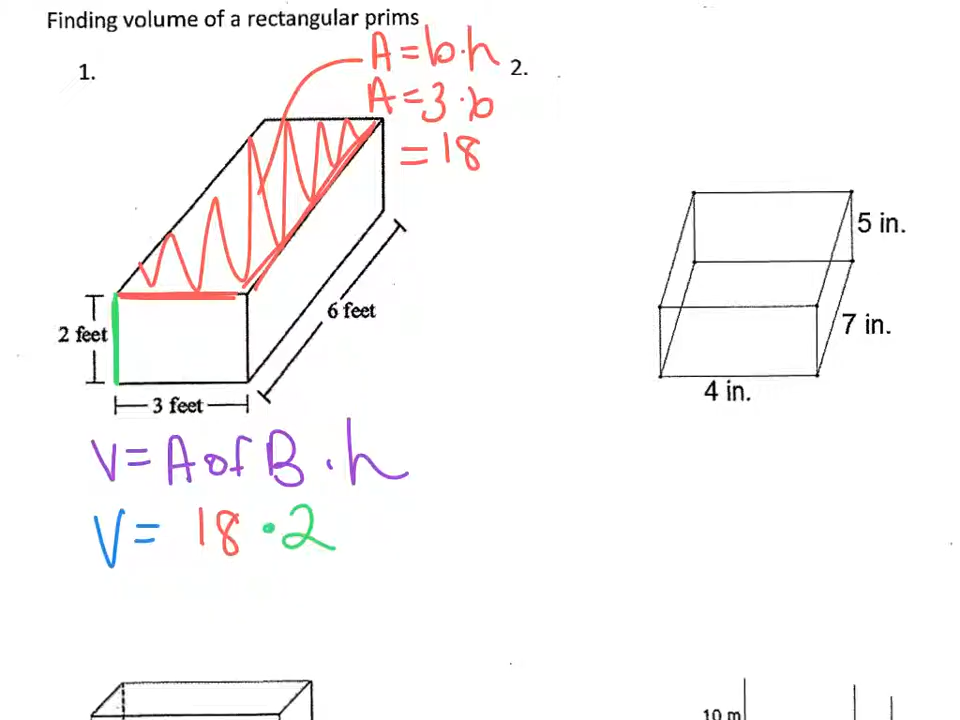 Finding volume of a rectangular prims
1.
A = b·h
2.
A = 3·6
= 18
5 in.
2 feet
6 feet
7 in.
3 feet
4 in.
V = A of B · h
V = 18 · 2
10 m